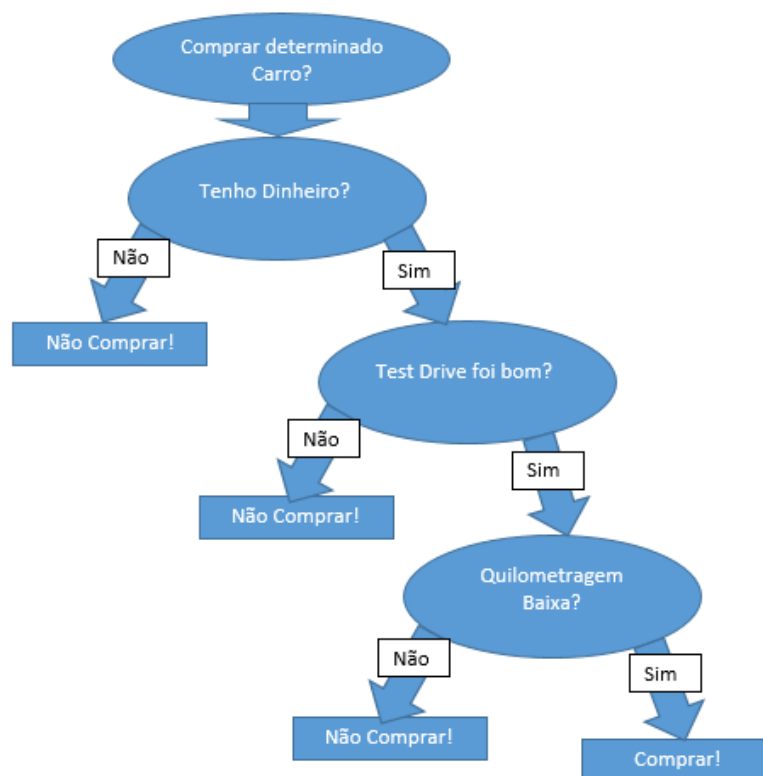 Comprar determinado
Carro?
Tenho Dinheiro?
Não
Sim
Não Comprar!
Test Drive foi bom?
Não
Sim
Não Comprar!
Quilometragem
Baixa?
Não
Sim
Não Comprar!
Comprar!